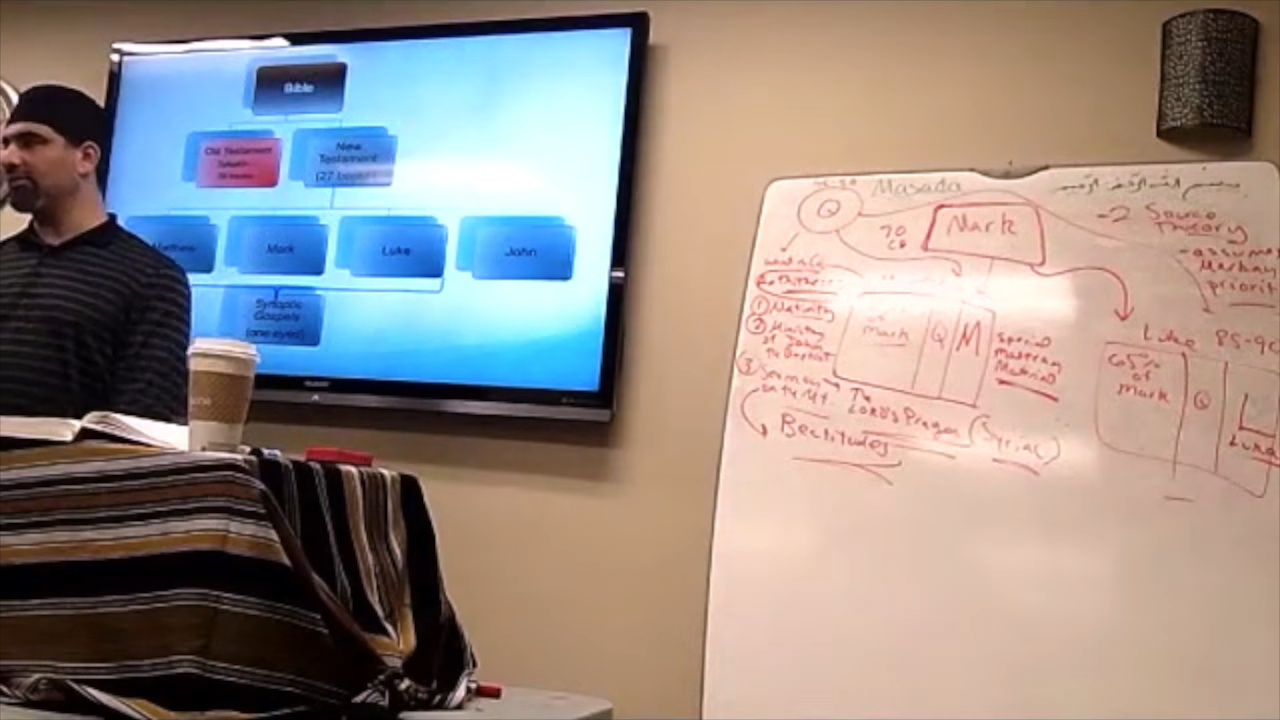 Bible
Old Testament
New
Testament
(27 books)
Matthew
Mark
Luke
John
Synoptic
Gospels
(one eyed)
Masada
بسم الله الرحمن الرحيم
Q
70
CE
Mark
-2 Source
Theory
-assumes
Markan
priority
① Nativity
② Ministry
of John
the Baptist
③ Sermon
on the Mt.
Beatitudes
of
mark
Q
M
special
Matthean
Material
The
Lord's Prayer (Syriac)
Luke 85-90
65%
of
Mark
Q
L